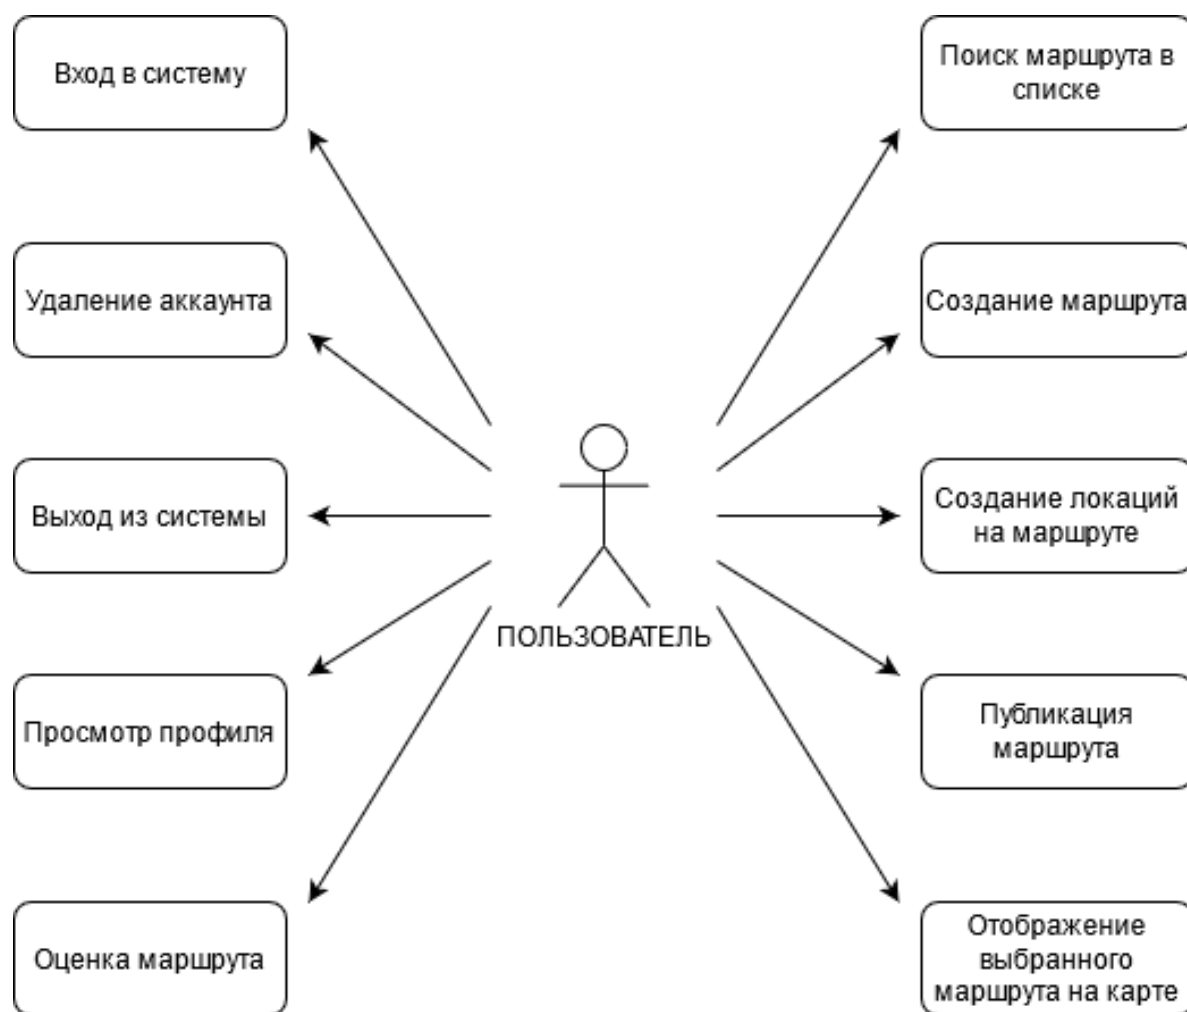 Вход в систему
Удаление аккаунта
Выход из системы
Просмотр профиля
Оценка маршрута
ПОЛЬЗОВАТЕЛЬ
Поиск маршрута в
списке
Создание маршрута
Создание локаций
на маршруте
Публикация
маршрута
Отображение
выбранного
маршрута на карте